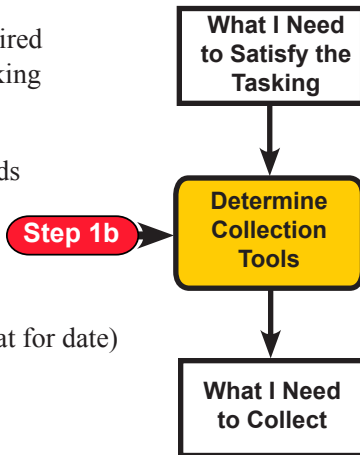 ired
king
ds
at for date)
What I Need
to Satisfy the
Tasking
Step 1b
Determine
Collection
Tools
What I Need
to Collect